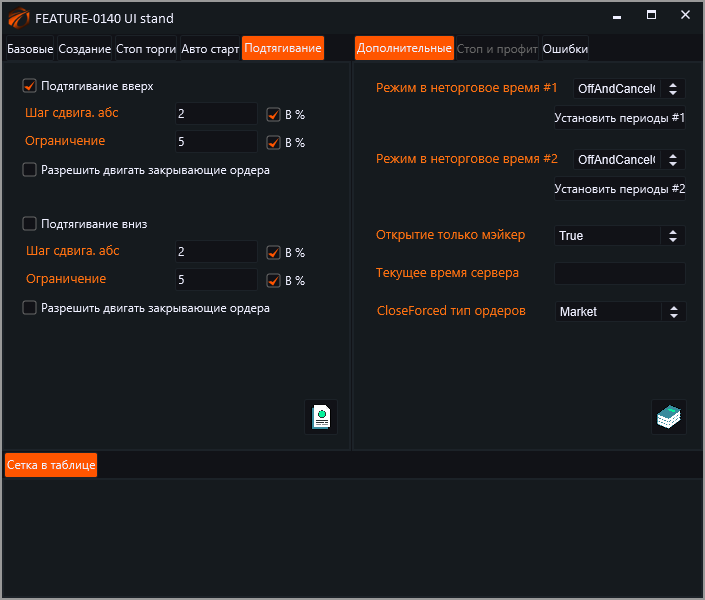 FEATURE-0140 UI stand
Базовые Создание Стоп торги Авто старт Подтягивание
Дополнительные Стоп и профит Ошибки
Подтягивание вверх
Шаг сдвига. абс 2 В %
Ограничение 5 В %
Разрешить двигать закрывающие ордера
Подтягивание вниз
Шаг сдвига. абс 2 В %
Ограничение 5 В %
Разрешить двигать закрывающие ордера
Режим в неторговое время #1 OffAndCancel
Установить периоды #1
Режим в неторговое время #2 OffAndCancel
Установить периоды #2
Открытие только мэйкер True
Текущее время сервера
CloseForced тип ордеров Market
Сетка в таблице